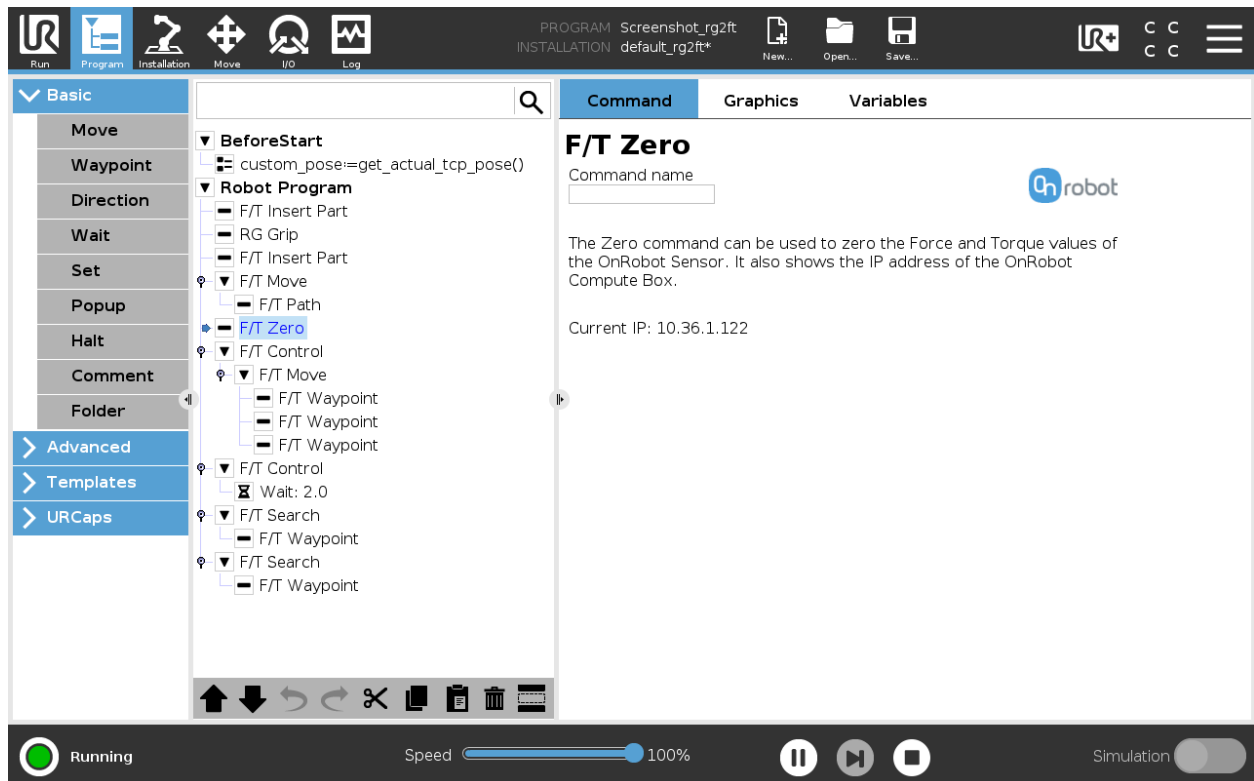 PROGRAM Screenshot_rg2ft
INSTALLATION default_rg2ft*
UR
Run
Program
Installation
Move
I/O
Log
New...
Open...
Save...
UR+
C C
C C
Basic
Move
Waypoint
Direction
Wait
Set
Popup
Halt
Comment
Folder
Advanced
Templates
URCaps
BeforeStart
custom_pose:=get_actual_tcp_pose()
Robot Program
F/T Insert Part
RG Grip
F/T Insert Part
F/T Move
F/T Path
F/T Zero
F/T Control
F/T Move
F/T Waypoint
F/T Waypoint
F/T Waypoint
F/T Control
Wait: 2.0
F/T Search
F/T Waypoint
F/T Search
F/T Waypoint
Command Graphics Variables
F/T Zero
Command name
On robot
The Zero command can be used to zero the Force and Torque values of
the OnRobot Sensor. It also shows the IP address of the OnRobot
Compute Box.
Current IP: 10.36.1.122
Running
Speed 100%
Simulation